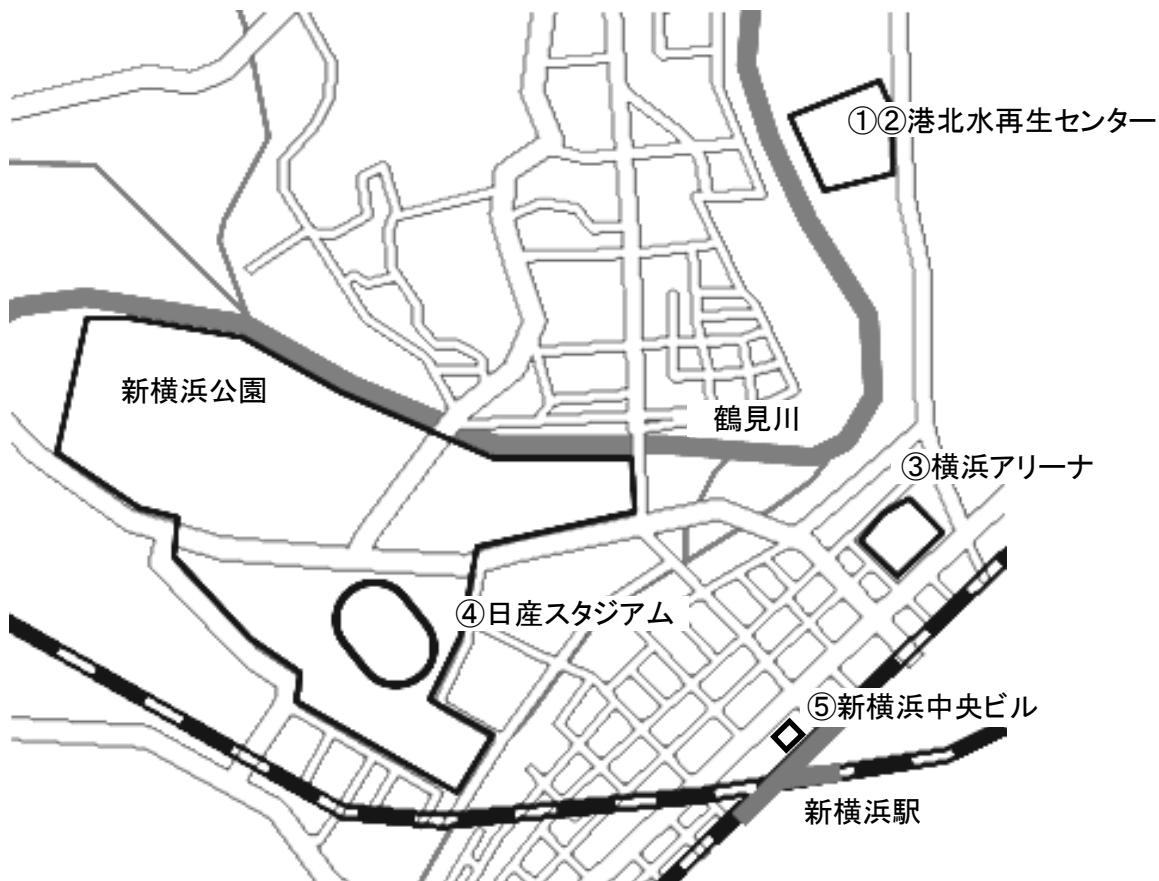 ①②港北水再生センター
新横浜公園
鶴見川
③横浜アリーナ
④日産スタジアム
⑤新横浜中央ビル
新横浜駅